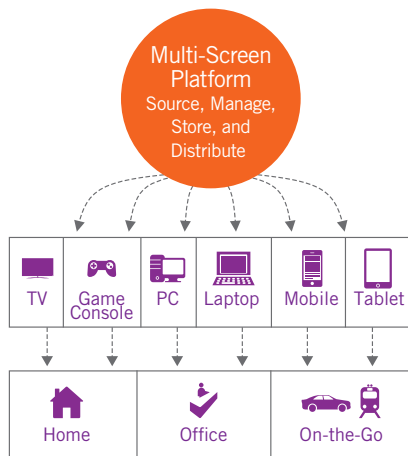 Multi-Screen
Platform
Source, Manage,
Store, and
Distribute
TV
Game
Console
PC
Laptop
Mobile
Tablet
Home
Office
On-the-Go